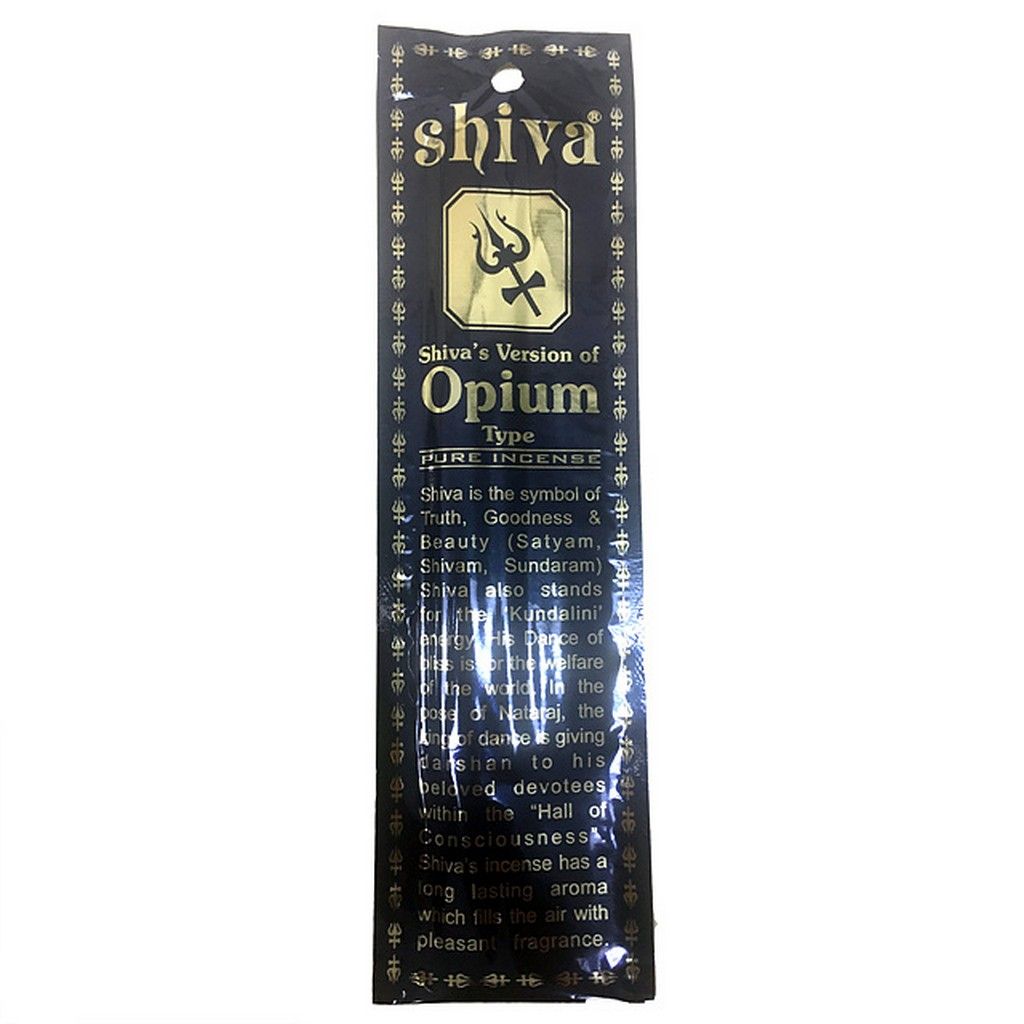 shiva®
Shiva's Version of
Opium
Type
PURE INCENSE
Shiva is the symbol of
Truth, Goodness &
Beauty (Satyam,
Shivam, Sundaram)
Shiva also stands
for the 'Kundalini'
energy. His Dance of
bliss is for the welfare
of the world. In the
pose of Nataraj, the
king of dance is giving
darshan to his
beloved devotees
within the "Hall of
Consciousness".
Shiva's incense has a
long lasting aroma
which fills the air with
pleasant fragrance.